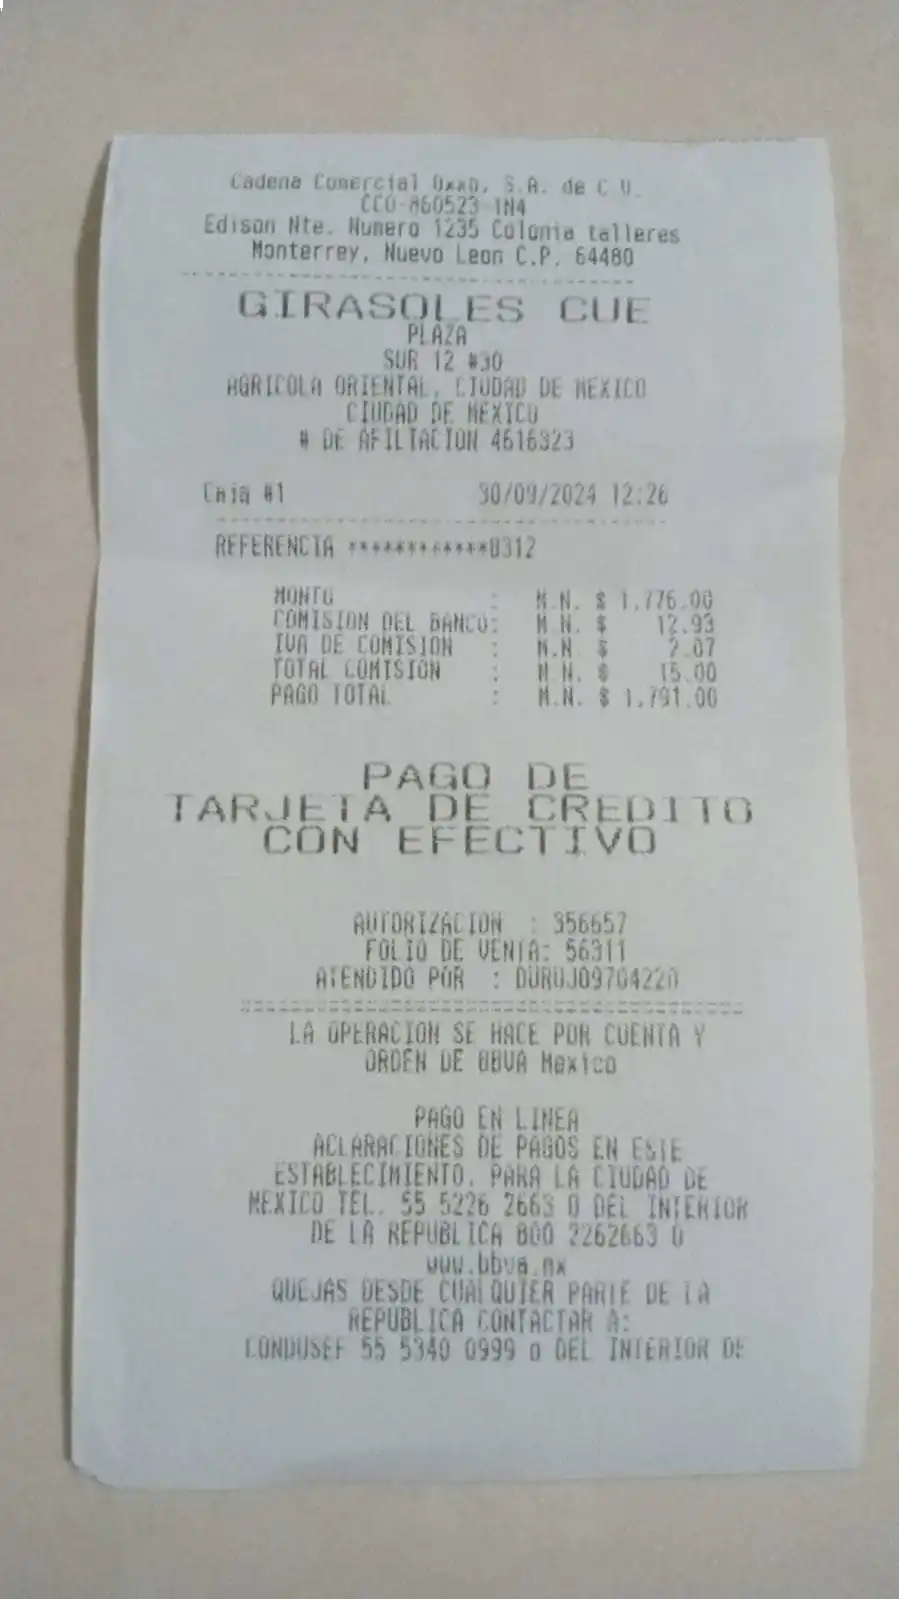 Cadena Comercial Oxxo, S.A. de C.V.
CCO-860523-1N4
Edison Nte. Numero 1235 Colonia talleres
Monterrey, Nuevo Leon C.P. 64480
GIRASOLES CUE
PLAZA
SUR 12 #30
AGRICOLA ORIENTAL, CIUDAD DE MEXICO
CIUDAD DE MEXICO
# DE AFILIACION 4616323
Caja #1 30/09/2024 12:26
REFERENCIA ************0312
MONTO : M.N. $ 1,776.00
COMISION DEL BANCO: M.N. $ 12.93
IVA DE COMISION : M.N $ 2.07
TOTAL COMISION : M.N. $ 15.00
PAGO TOTAL : M.N. $ 1,791.00
PAGO DE
TARJETA DE CREDITO
CON EFECTIVO
AUTORIZACION : 356657
FOLIO DE VENTA: 56311
ATENDIDO POR :
LA OPERACION SE HACE POR CUENTA Y
ORDEN DE BBVA Mexico
PAGO EN LINEA
ACLARACIONES DE PAGOS EN ESTE
ESTABLECIMIENTO, PARA LA CIUDAD DE
MEXICO TEL. 55 5226 2663 O DEL INTERIOR
DE LA REPUBLICA 800 2262663 O
www.bbva.mx
QUEJAS DESDE CUALQUIER PARTE DE LA
REPUBLICA CONTACTAR A:
CONDUSEF 55 5340 0999 o DEL INTERIOR DE